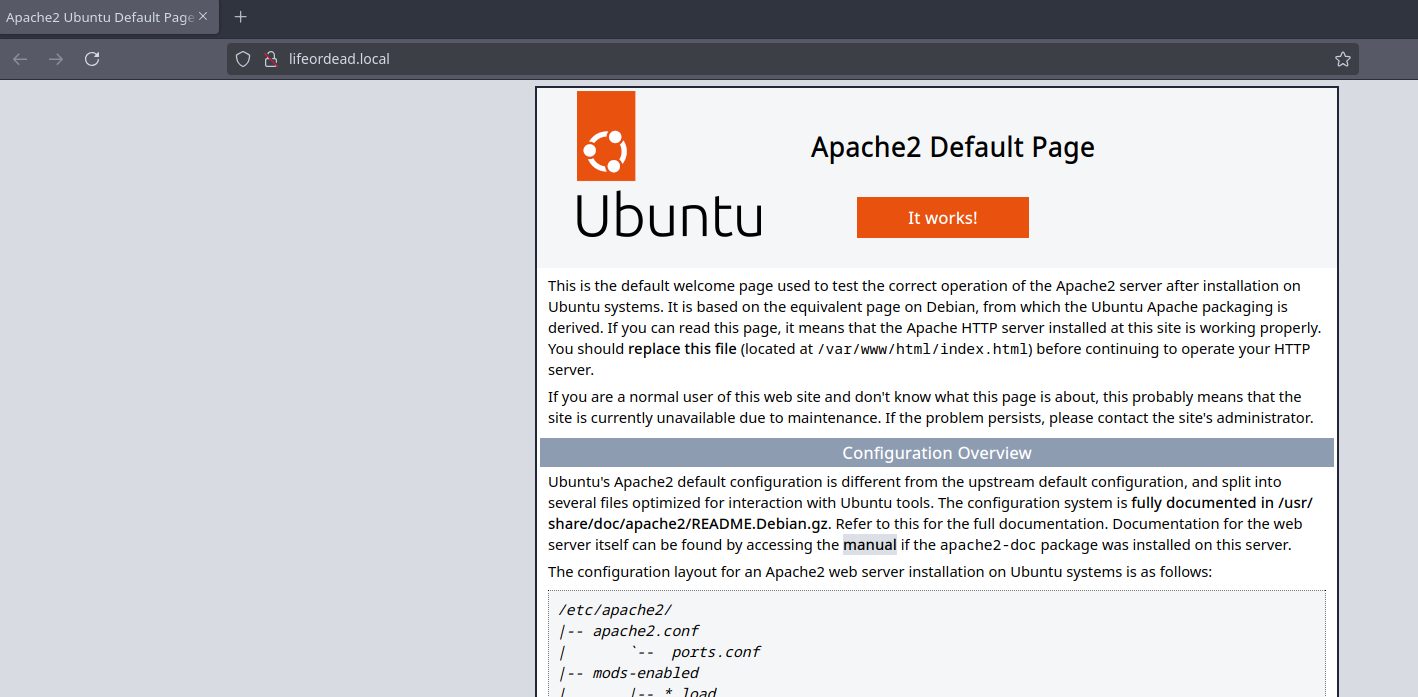 Apache2 Ubuntu Default Page
lifeordead.local
Apache2 Default Page
Ubuntu
It works!
This is the default welcome page used to test the correct operation of the Apache2 server after installation on
Ubuntu systems. It is based on the equivalent page on Debian, from which the Ubuntu Apache packaging is
derived. If you can read this page, it means that the Apache HTTP server installed at this site is working properly.
You should replace this file (located at /var/www/html/index.html) before continuing to operate your HTTP
server.
If you are a normal user of this web site and don't know what this page is about, this probably means that the
site is currently unavailable due to maintenance. If the problem persists, please contact the site's administrator.
Configuration Overview
Ubuntu's Apache2 default configuration is different from the upstream default configuration, and split into
several files optimized for interaction with Ubuntu tools. The configuration system is fully documented in /usr/
share/doc/apache2/README.Debian.gz. Refer to this for the full documentation. Documentation for the web
server itself can be found by accessing the manual if the apache2-doc package was installed on this server.
The configuration layout for an Apache2 web server installation on Ubuntu systems is as follows:
/etc/apache2/
|-- apache2.conf
|       `--  ports.conf
|-- mods-enabled
|       |-- *.load